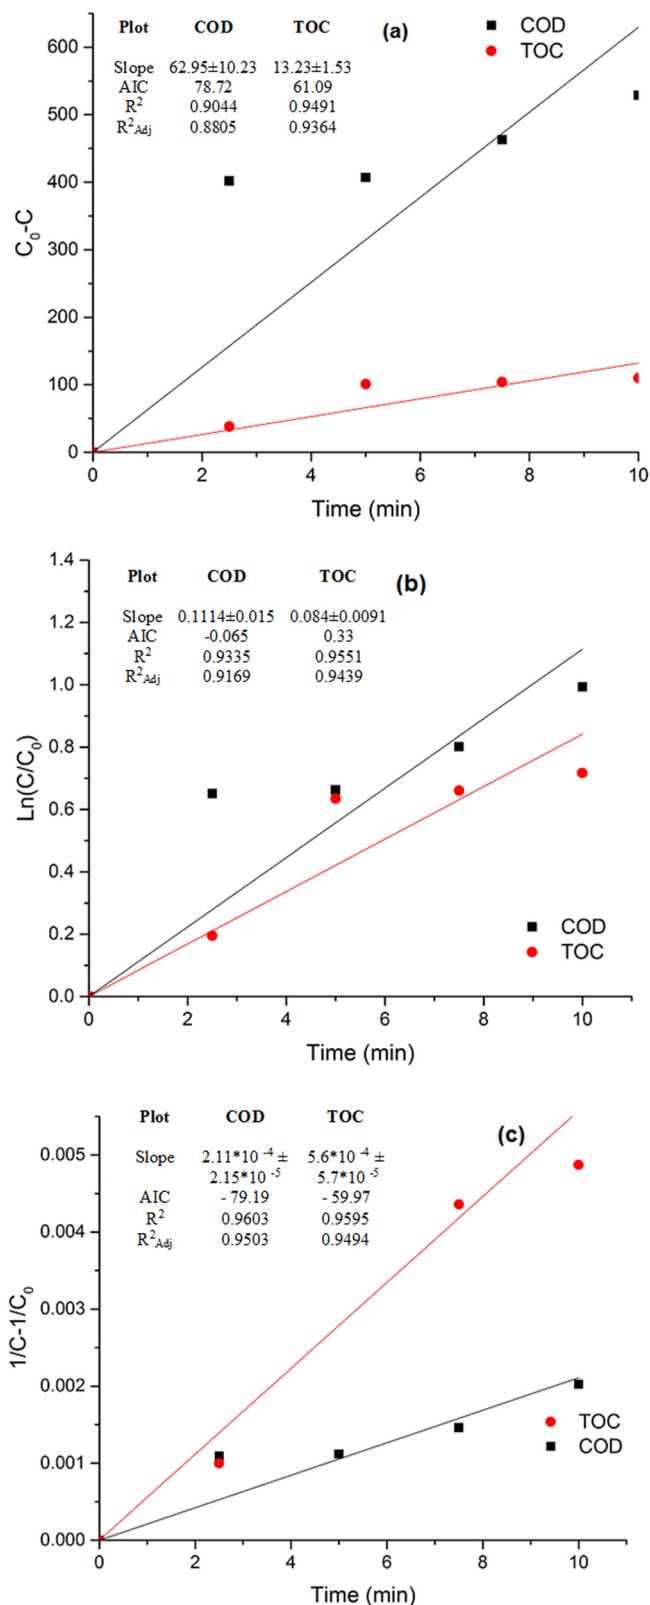 Plot COD TOC (a)
Slope 62.95±10.23 13.23±1.53
AIC 78.72 61.09
R² 0.9044 0.9491
R²Adj 0.8805 0.9364
COD
TOC
600
500
400
300
200
100
0
C₀-C
0 2 4 6 8 10
Time (min)
Plot COD TOC (b)
Slope 0.1114±0.015 0.084±0.0091
AIC -0.065 0.33
R² 0.9335 0.9551
R²Adj 0.9169 0.9439
1.4
1.2
1.0
0.8
0.6
0.4
0.2
0.0
Ln(C/C₀)
COD
TOC
0 2 4 6 8 10
Time (min)
Plot COD TOC (c)
Slope 2.11*10 -4 ± 5.6*10 -4 ±
2.15*10 -5 5.7*10 -5
AIC - 79.19 - 59.97
R² 0.9603 0.9595
R²Adj 0.9503 0.9494
0.005
0.004
0.003
0.002
0.001
0.000
1/C-1/C₀
TOC
COD
0 2 4 6 8 10
Time (min)